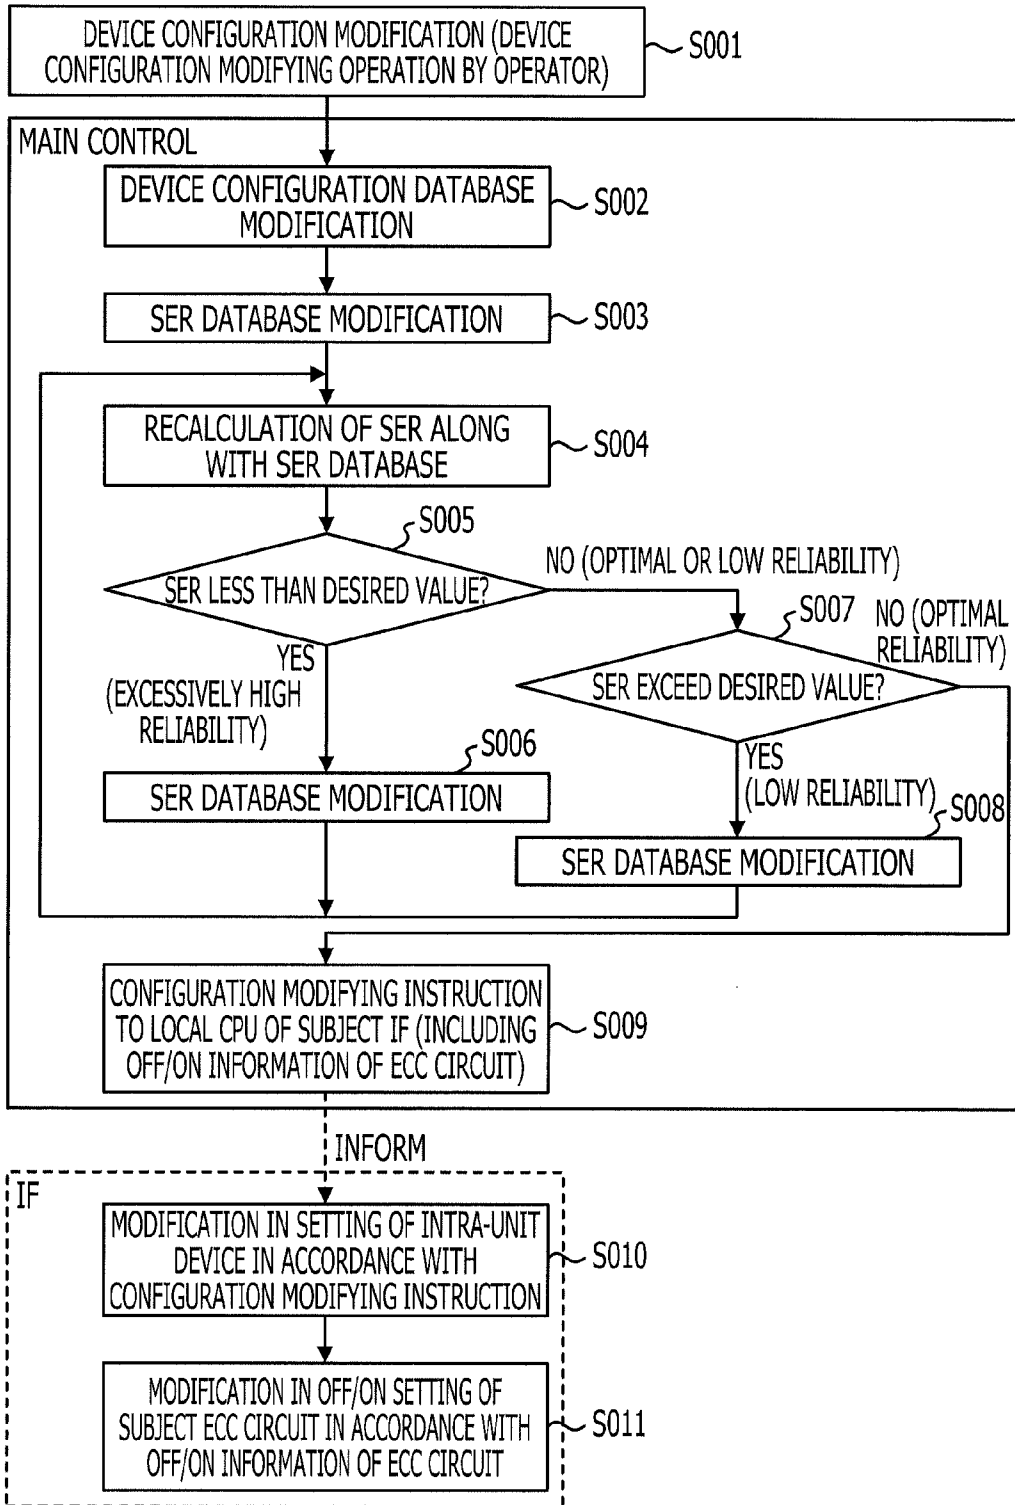 DEVICE CONFIGURATION MODIFICATION (DEVICE
CONFIGURATION MODIFYING OPERATION BY OPERATOR)
S001
MAIN CONTROL
DEVICE CONFIGURATION DATABASE
MODIFICATION
S002
SER DATABASE MODIFICATION
S003
RECALCULATION OF SER ALONG
WITH SER DATABASE
S004
S005
SER LESS THAN DESIRED VALUE?
NO (OPTIMAL OR LOW RELIABILITY)
YES
(EXCESSIVELY HIGH
RELIABILITY)
S007
NO (OPTIMAL
RELIABILITY)
SER EXCEED DESIRED VALUE?
S006
SER DATABASE MODIFICATION
YES
(LOW RELIABILITY)
S008
SER DATABASE MODIFICATION
CONFIGURATION MODIFYING INSTRUCTION
TO LOCAL CPU OF SUBJECT IF (INCLUDING
OFF/ON INFORMATION OF ECC CIRCUIT)
S009
INFORM
IF
MODIFICATION IN SETTING OF INTRA-UNIT
DEVICE IN ACCORDANCE WITH
CONFIGURATION MODIFYING INSTRUCTION
S010
MODIFICATION IN OFF/ON SETTING OF
SUBJECT ECC CIRCUIT IN ACCORDANCE WITH
OFF/ON INFORMATION OF ECC CIRCUIT
S011